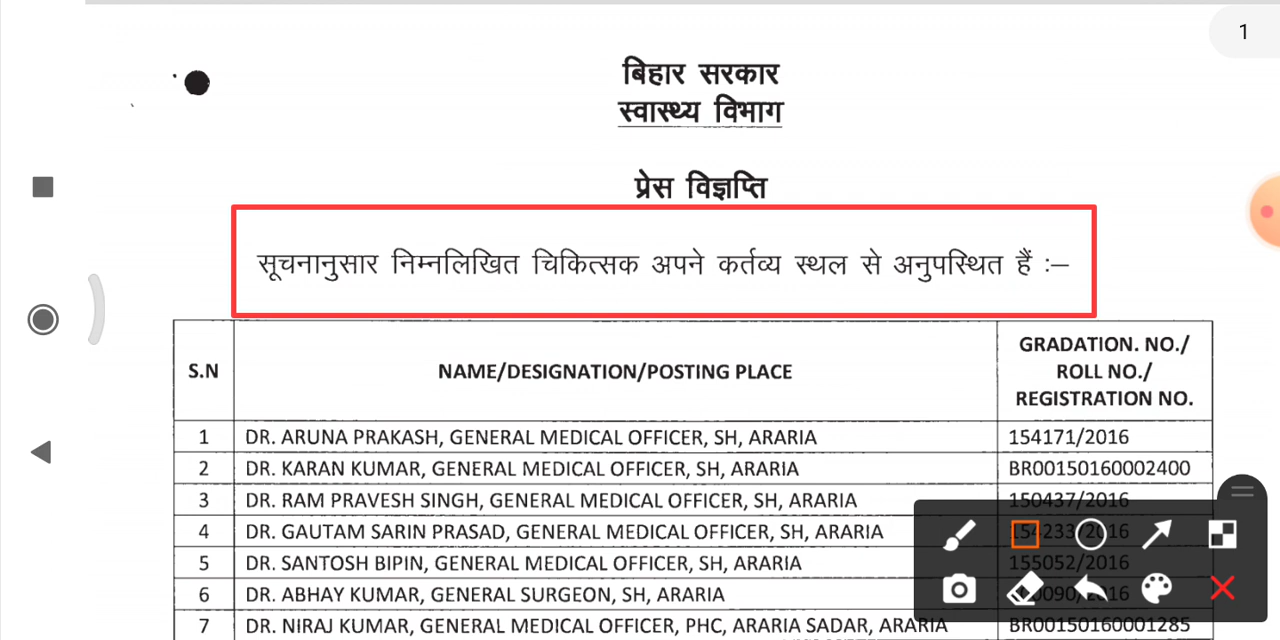 1
बिहार सरकार
स्वास्थ्य विभाग
प्रेस विज्ञप्ति
सूचनानुसार निम्नलिखित चिकित्सक अपने कर्तव्य स्थल से अनुपस्थित हैं :–
S.N NAME/DESIGNATION/POSTING PLACE GRADATION. NO./ ROLL NO./ REGISTRATION NO.
1 DR. ARUNA PRAKASH, GENERAL MEDICAL OFFICER, SH, ARARIA 154171/2016
2 DR. KARAN KUMAR, GENERAL MEDICAL OFFICER, SH, ARARIA BR00150160002400
3 DR. RAM PRAVESH SINGH, GENERAL MEDICAL OFFICER, SH, ARARIA 150437/2016
4 DR. GAUTAM SARIN PRASAD, GENERAL MEDICAL OFFICER, SH, ARARIA
5 DR. SANTOSH BIPIN, GENERAL MEDICAL OFFICER, SH, ARARIA 155052/2016
6 DR. ABHAY KUMAR, GENERAL SURGEON, SH, ARARIA
7 DR. NIRAJ KUMAR, GENERAL MEDICAL OFFICER, PHC, ARARIA SADAR, ARARIA BR00150160001285